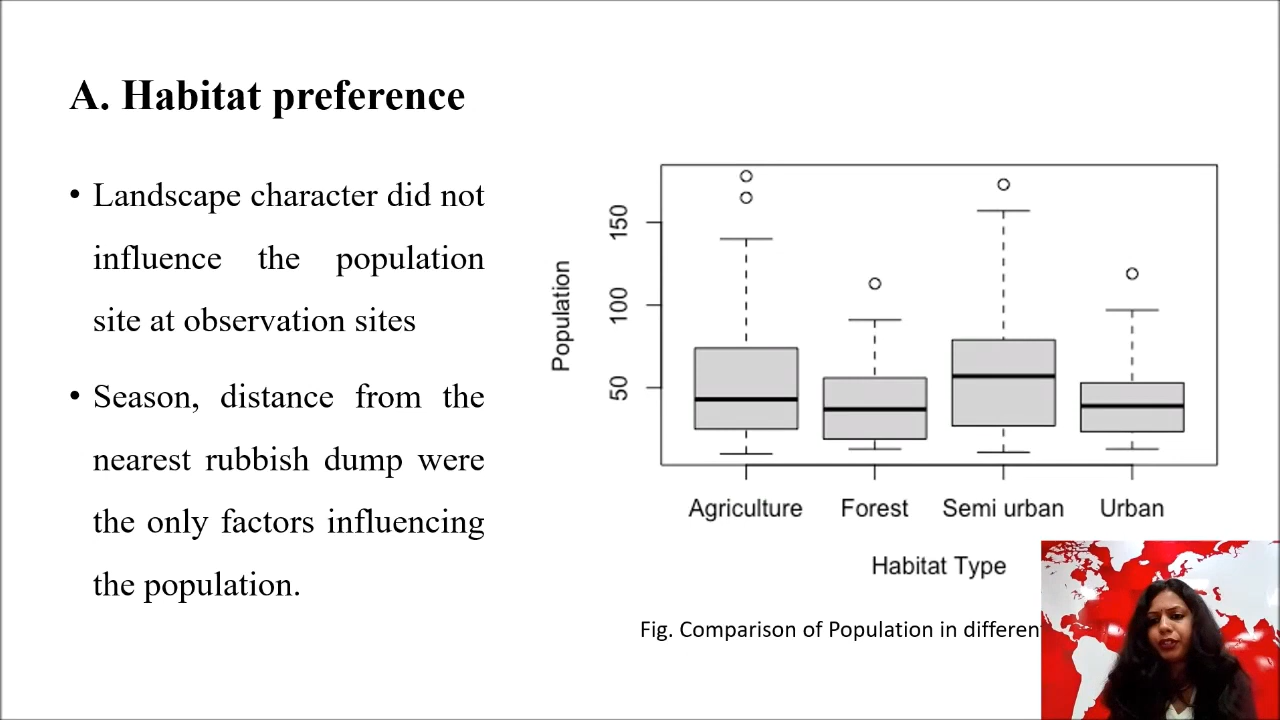 A. Habitat preference
• Landscape character did not
influence the population
site at observation sites
• Season, distance from the
nearest rubbish dump were
the only factors influencing
the population.
Population
50
100
150
Agriculture Forest Semi urban Urban
Habitat Type
Fig. Comparison of Population in different